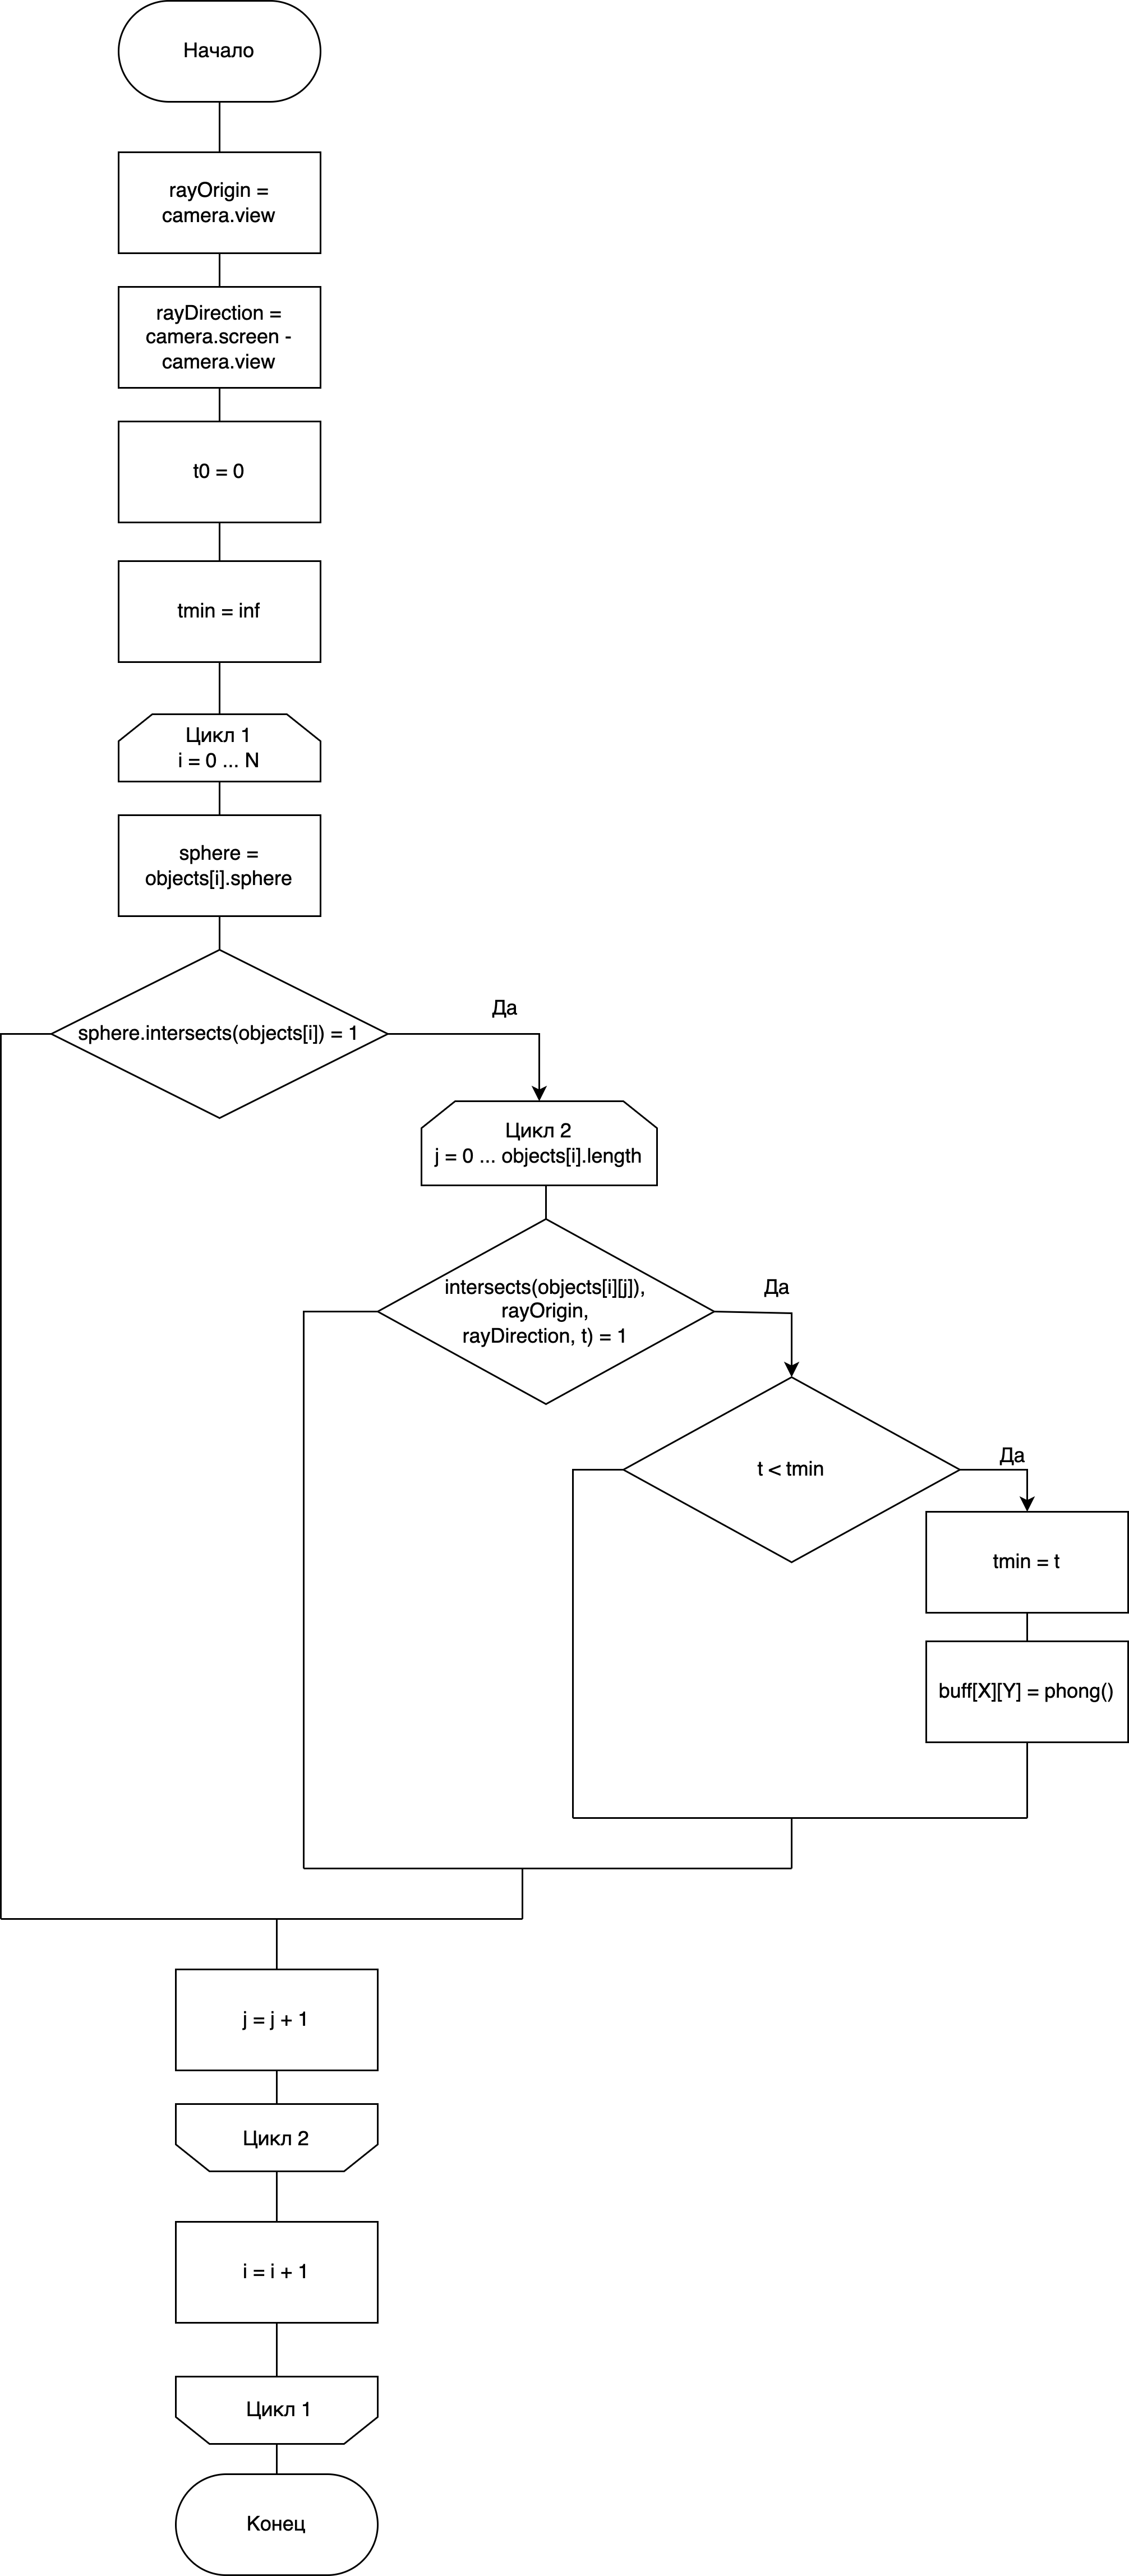 Начало
rayOrigin =
camera.view
rayDirection =
camera.screen -
camera.view
t0 = 0
tmin = inf
Цикл 1
i = 0 ... N
sphere =
objects[i].sphere
sphere.intersects(objects[i]) = 1
Да
Цикл 2
j = 0 ... objects[i].length
intersects(objects[i][j]),
rayOrigin,
rayDirection, t) = 1
Да
t < tmin
Да
tmin = t
buff[X][Y] = phong()
j = j + 1
Цикл 2
i = i + 1
Цикл 1
Конец